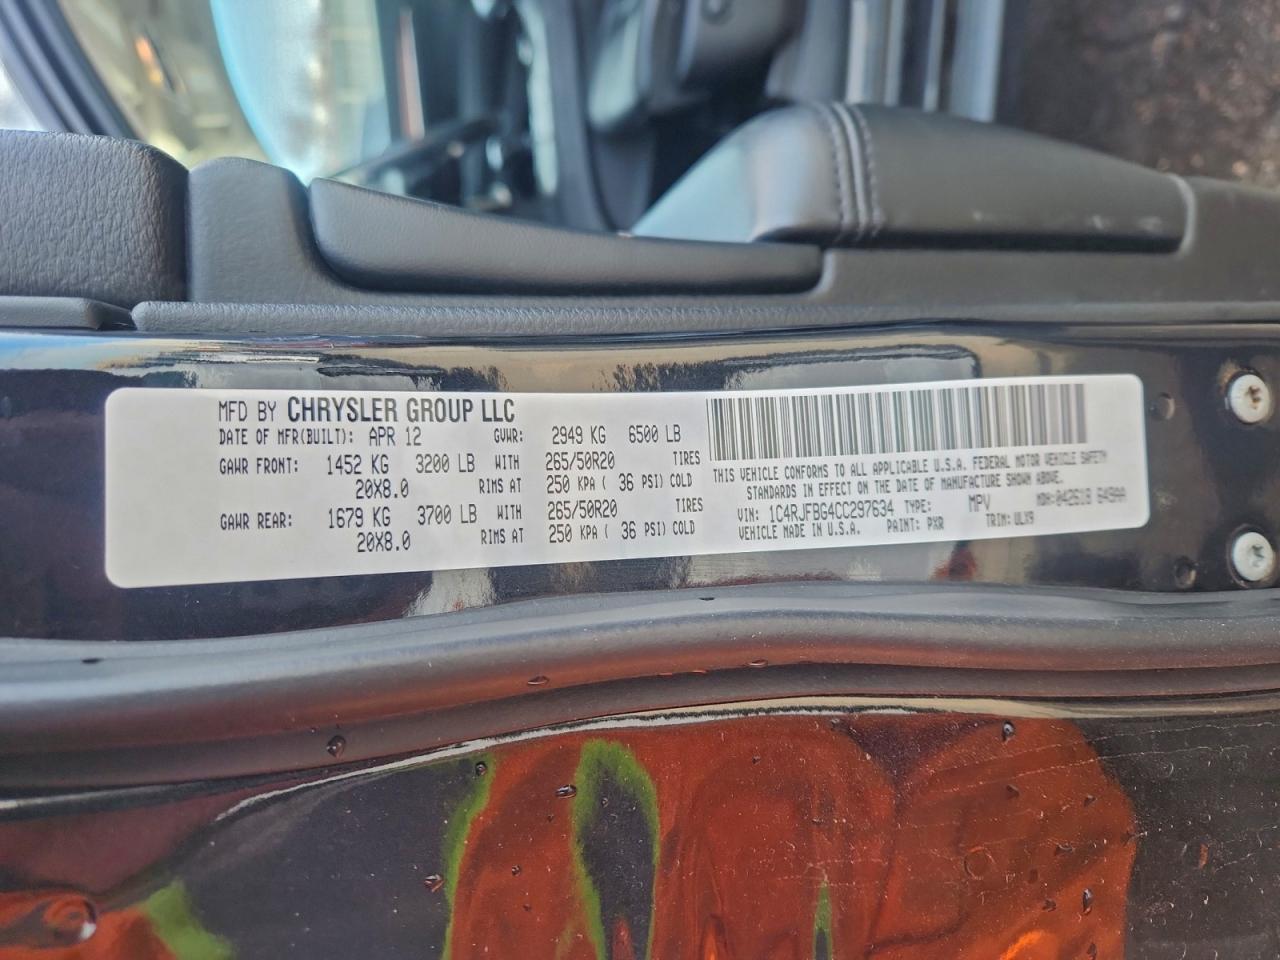 MFD BY CHRYSLER GROUP LLC
DATE OF MFR(BUILT): APR 12 GVWR: 2949 KG 6500 LB
GAWR FRONT: 1452 KG 3200 LB WITH 265/50R20 TIRES
20X8.0 RIMS AT 250 KPA ( 36 PSI) COLD
GAWR REAR: 1679 KG 3700 LB WITH 265/50R20 TIRES
20X8.0 RIMS AT 250 KPA ( 36 PSI) COLD
THIS VEHICLE CONFORMS TO ALL APPLICABLE U.S.A. FEDERAL MOTOR VEHICLE SAFETY
STANDARDS IN EFFECT ON THE DATE OF MANUFACTURE SHOWN ABOVE.
VIN: 1C4RJFBG4CC297634 TYPE: MPV MDH: 042618
VEHICLE MADE IN U.S.A. PAINT: PXR TRIM: ULX9